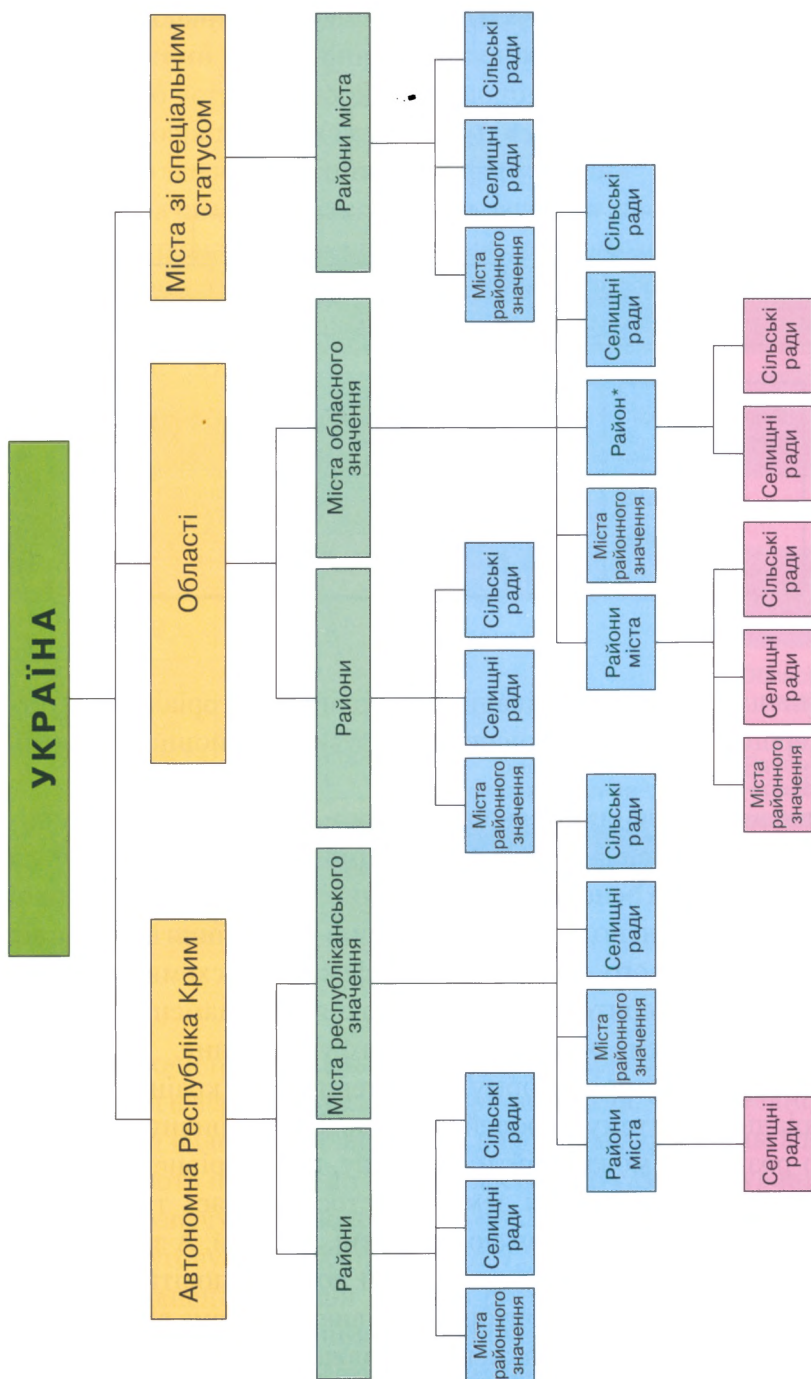 УКРАЇНА
Автономна Республіка Крим
Області
Міста зі спеціальним
статусом
Райони
Міста республіканського
значення
Райони
Міста обласного
значення
Райони міста
Міста
районного
значення
Селищні
ради
Сільські
ради
Міста
районного
значення
Селищні
ради
Сільські
ради
Міста
районного
значення
Селищні
ради
Сільські
ради
Райони
міста
Міста
районного
значення
Селищні
ради
Сільські
ради
Райони
міста
Міста
районного
значення
Район*
Селищні
ради
Сільські
ради
Селищні
ради
Міста
районного
значення
Селищні
ради
Сільські
ради
Селищні
ради
Сільські
ради